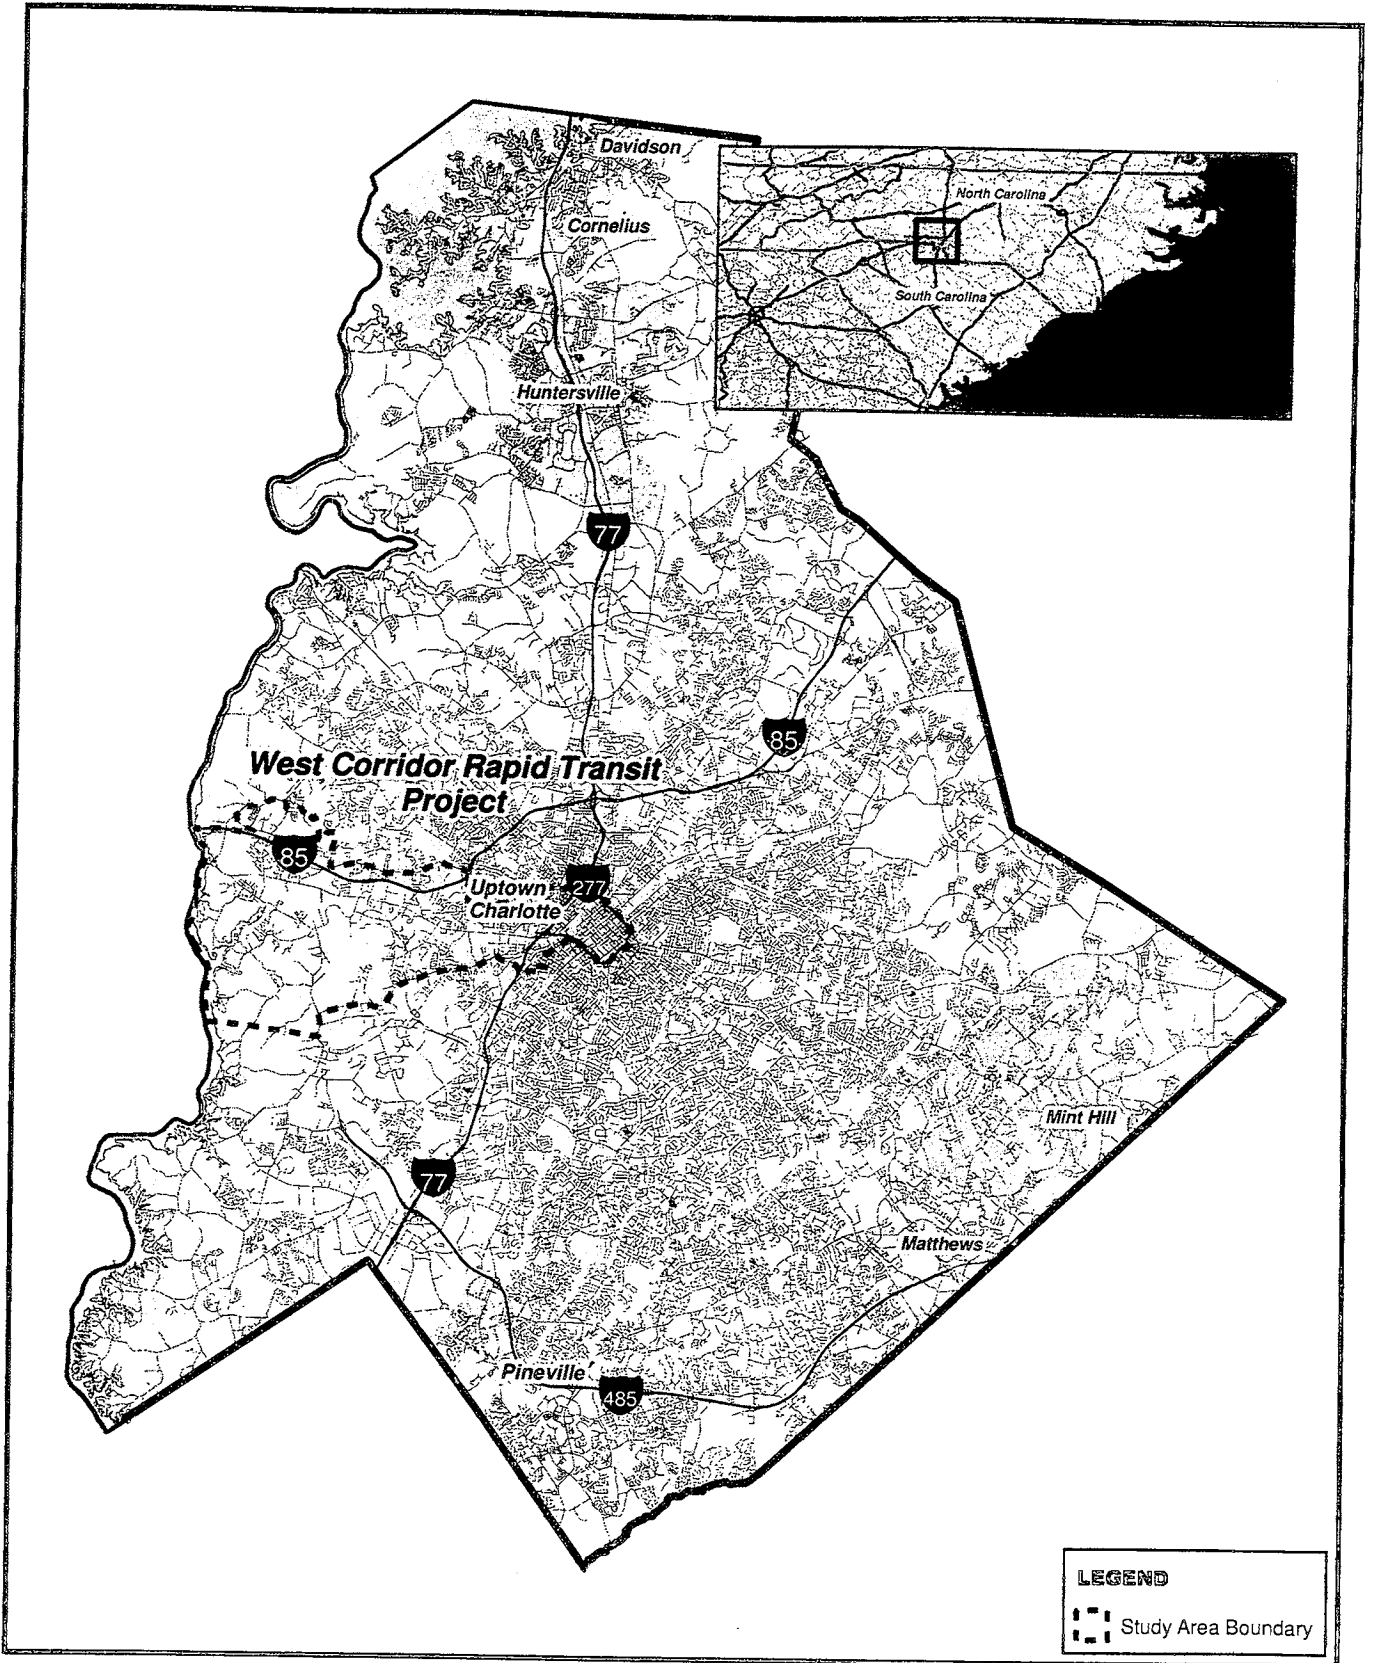 Davidson
North Carolina
Cornelius
South Carolina
Huntersville
77
85
West Corridor Rapid Transit
Project
85
277
Uptown
Charlotte
Mint Hill
77
Matthews
Pineville
485
LEGEND
Study Area Boundary